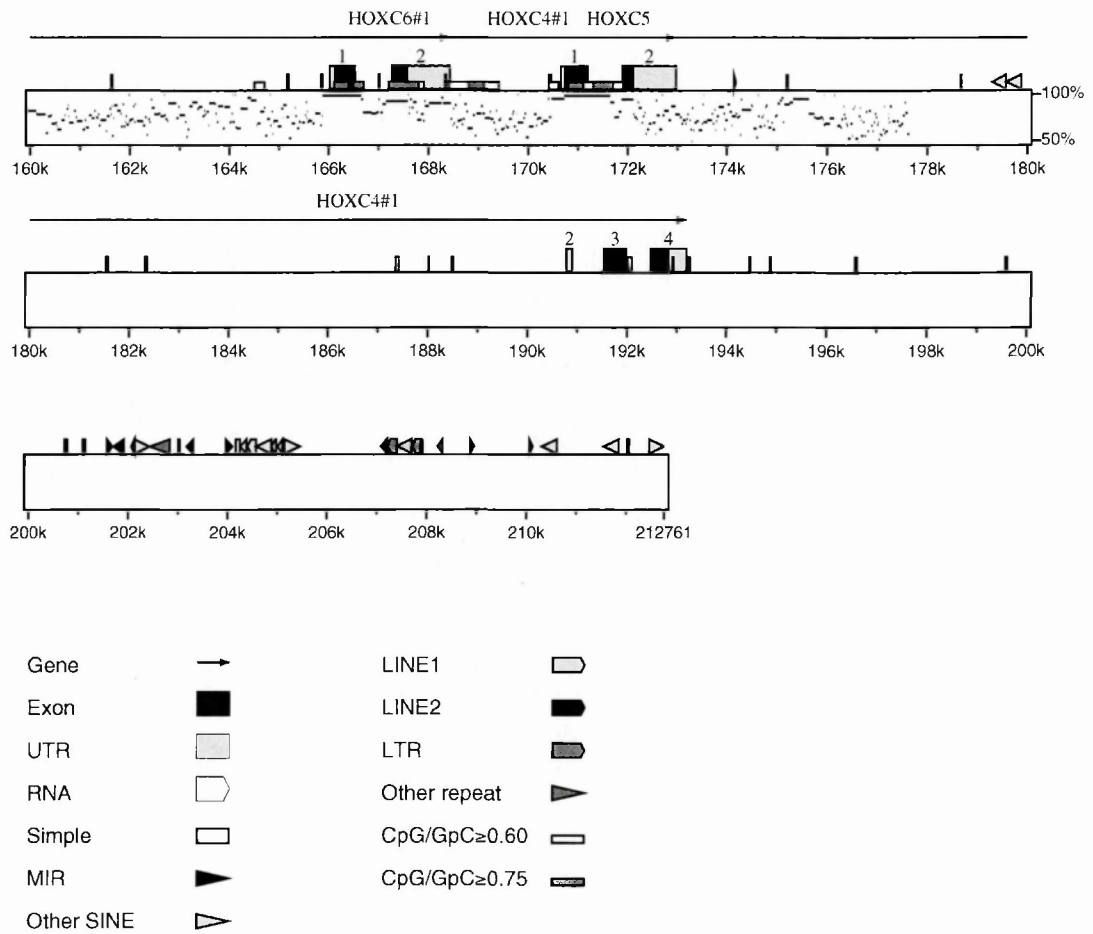 HOXC6#1 HOXC4#1 HOXC5
1 2 1 2
100%
50%
160k 162k 164k 166k 168k 170k 172k 174k 176k 178k 180k
HOXC4#1
2 3 4
180k 182k 184k 186k 188k 190k 192k 194k 196k 198k 200k
200k 202k 204k 206k 208k 210k 212761
Gene LINE1
Exon LINE2
UTR LTR
RNA Other repeat
Simple CpG/GpC≥0.60
MIR CpG/GpC≥0.75
Other SINE